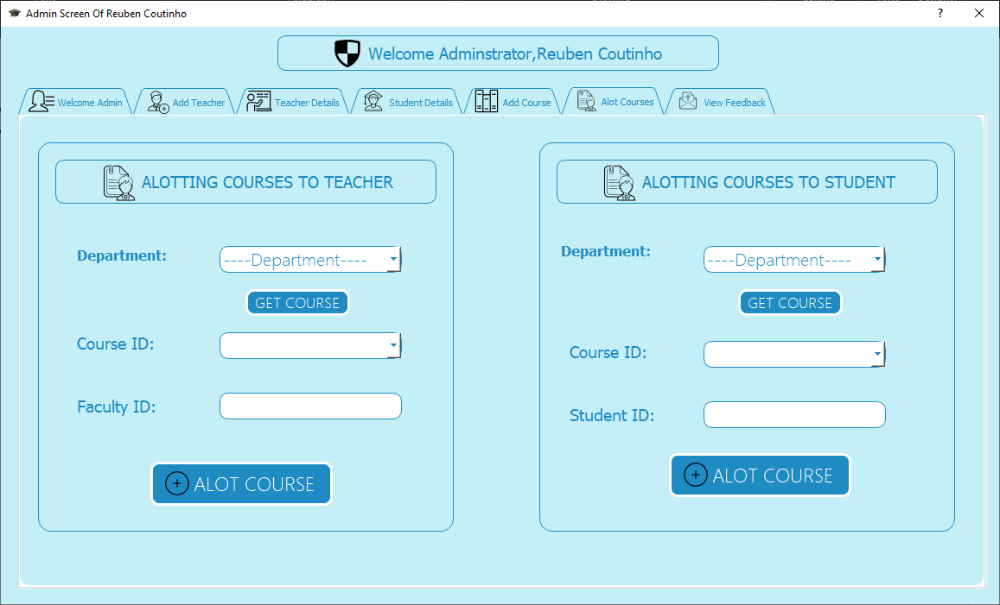 Admin Screen Of Reuben Coutinho
?
Welcome Adminstrator,Reuben Coutinho
Welcome Admin
Add Teacher
Teacher Details
Student Details
Add Course
Alot Courses
View Feedback
ALOTTING COURSES TO TEACHER
Department:
----Department----
GET COURSE
Course ID:
Faculty ID:
ALOT COURSE
ALOTTING COURSES TO STUDENT
Department:
----Department----
GET COURSE
Course ID:
Student ID:
ALOT COURSE